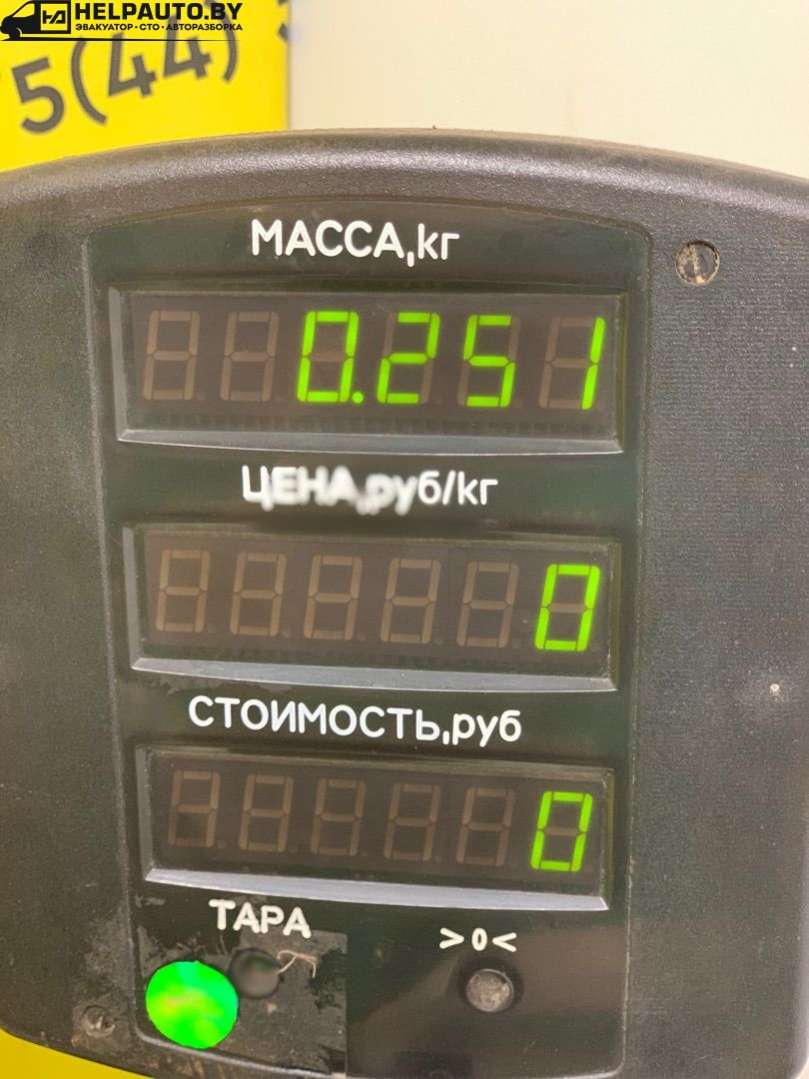 HELPAUTO.BY
ЭВАКУАТОР•СТО•АВТОРАЗБОРКА
5(44)
МАССА,кг
0.251
ЦЕНА,руб/кг
0
СТОИМОСТЬ,руб
0
ТАРА
>0<